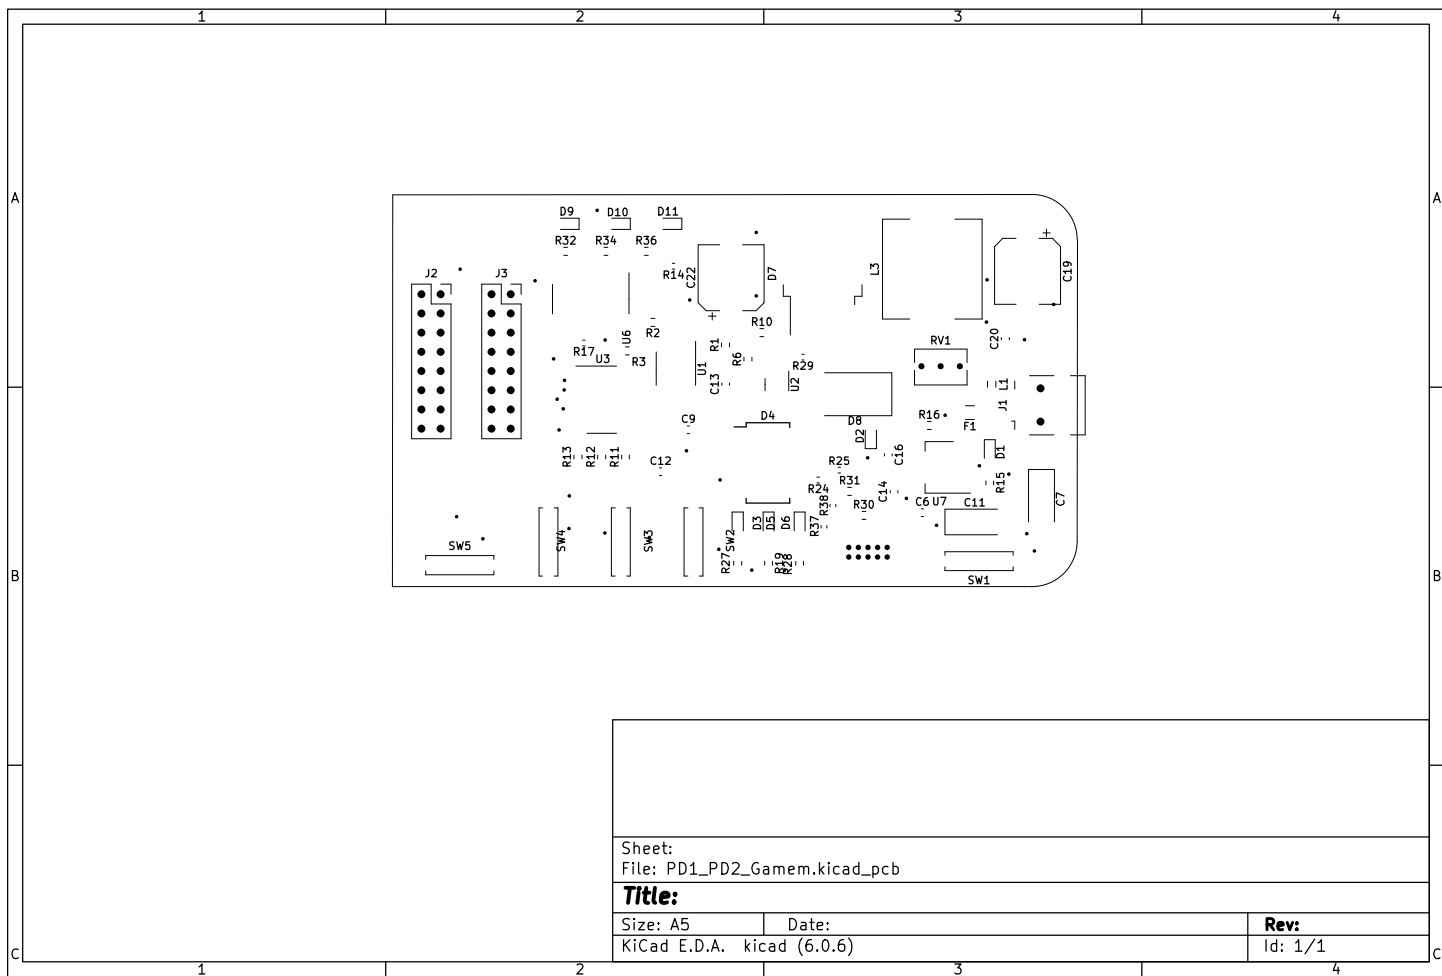 1 2 3 4
A A
D9 D10 D11
R32 R34 R36
+
J2 J3 R14 C22 D7 L3 C19
+
R10
R2
R17 U6 R1 RV1 C20
U3 R3 R6 R29
U1
C13 U2 L1
J1
C9 D4 R16
D8 F1
D2
R13 R12 R11 C12 R25 C16 D1
R31 R15
R24 C14
R38 R30 C6 U7 C11 C7
SW5 SW4 SW3 SW2 D3 D5 D6 R37
R27 R19 R28
SW1
B B
Sheet:
File: PD1_PD2_Gamem.kicad_pcb
Title:
Size: A5 Date: Rev:
KiCad E.D.A. kicad (6.0.6) Id: 1/1
C C
1 2 3 4